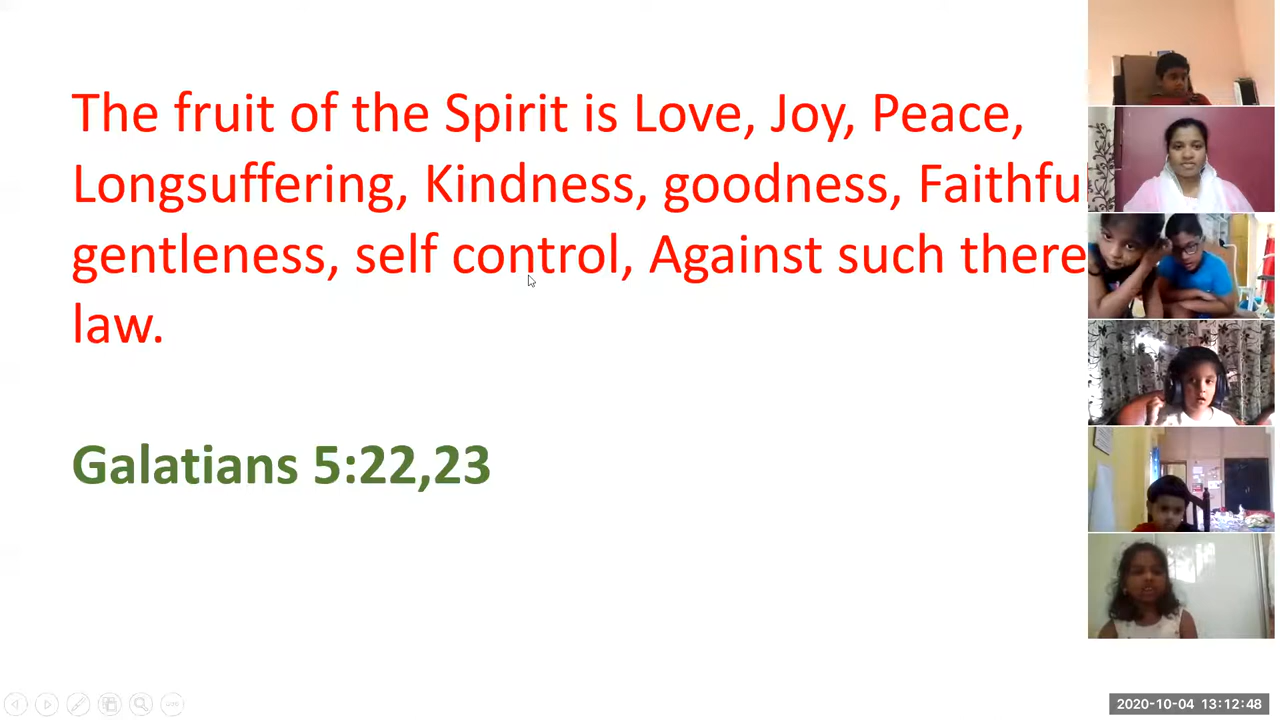 The fruit of the Spirit is Love, Joy, Peace,
Longsuffering, Kindness, goodness, Faithfu
gentleness, self control, Against such there
law.
Galatians 5:22,23
2020-10-04 13:12:48